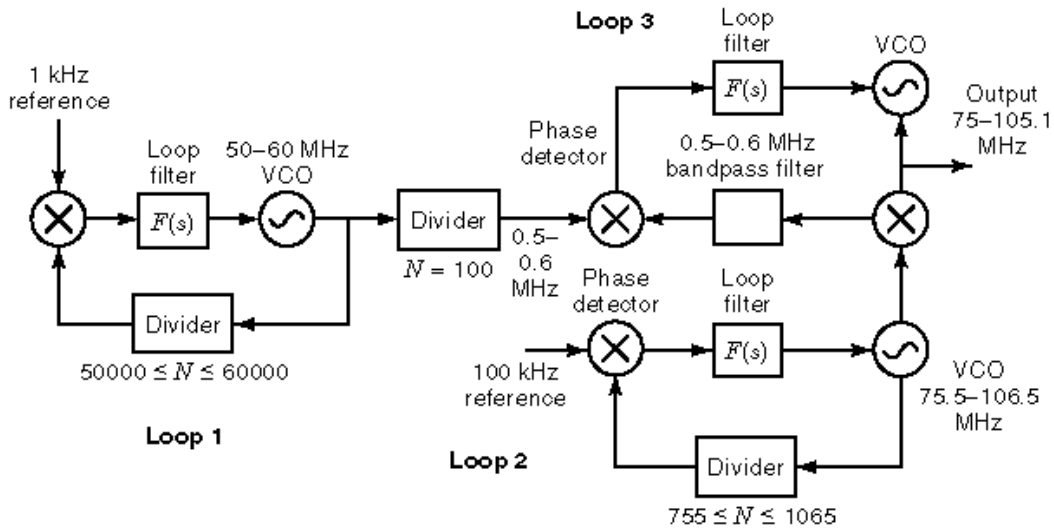 Loop 3
Loop
filter
VCO
1 kHz
reference
F(s)
Output
75–105.1
MHz
Phase
detector
0.5–0.6 MHz
bandpass filter
Loop
filter
50–60 MHz
VCO
F(s)
Divider
N = 100
0.5–
0.6
MHz
Phase
detector
Loop
filter
Divider
F(s)
50000 ≤ N ≤ 60000
100 kHz
reference
VCO
75.5–106.5
MHz
Loop 1
Loop 2
Divider
755 ≤ N ≤ 1065